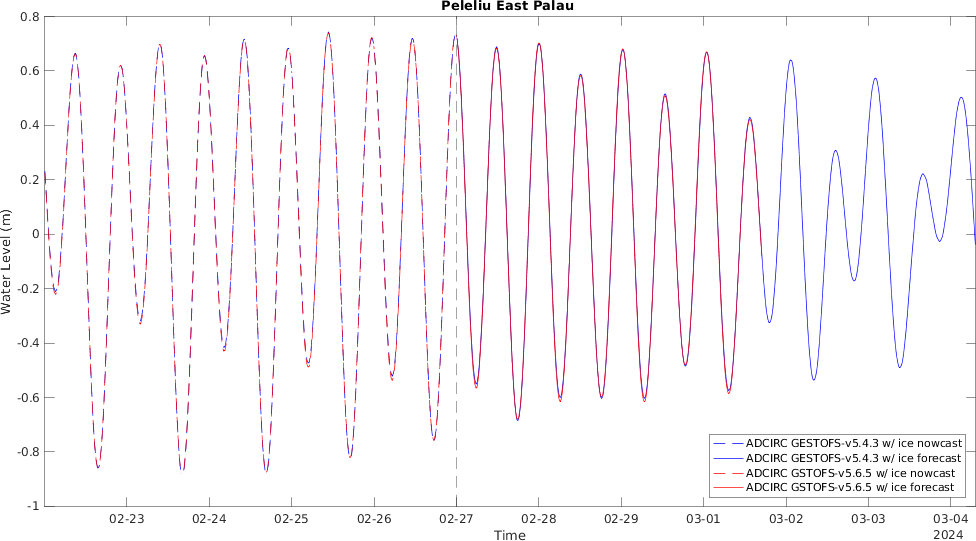 Peleliu East Palau
0.8
0.6
0.4
0.2
0
-0.2
-0.4
-0.6
-0.8
-1
Water Level (m)
02-23 02-24 02-25 02-26 02-27 02-28 02-29 03-01 03-02 03-03 03-04
Time
2024
ADCIRC GESTOFS-v5.4.3 w/ ice nowcast
ADCIRC GESTOFS-v5.4.3 w/ ice forecast
ADCIRC GSTOFS-v5.6.5 w/ ice nowcast
ADCIRC GSTOFS-v5.6.5 w/ ice forecast